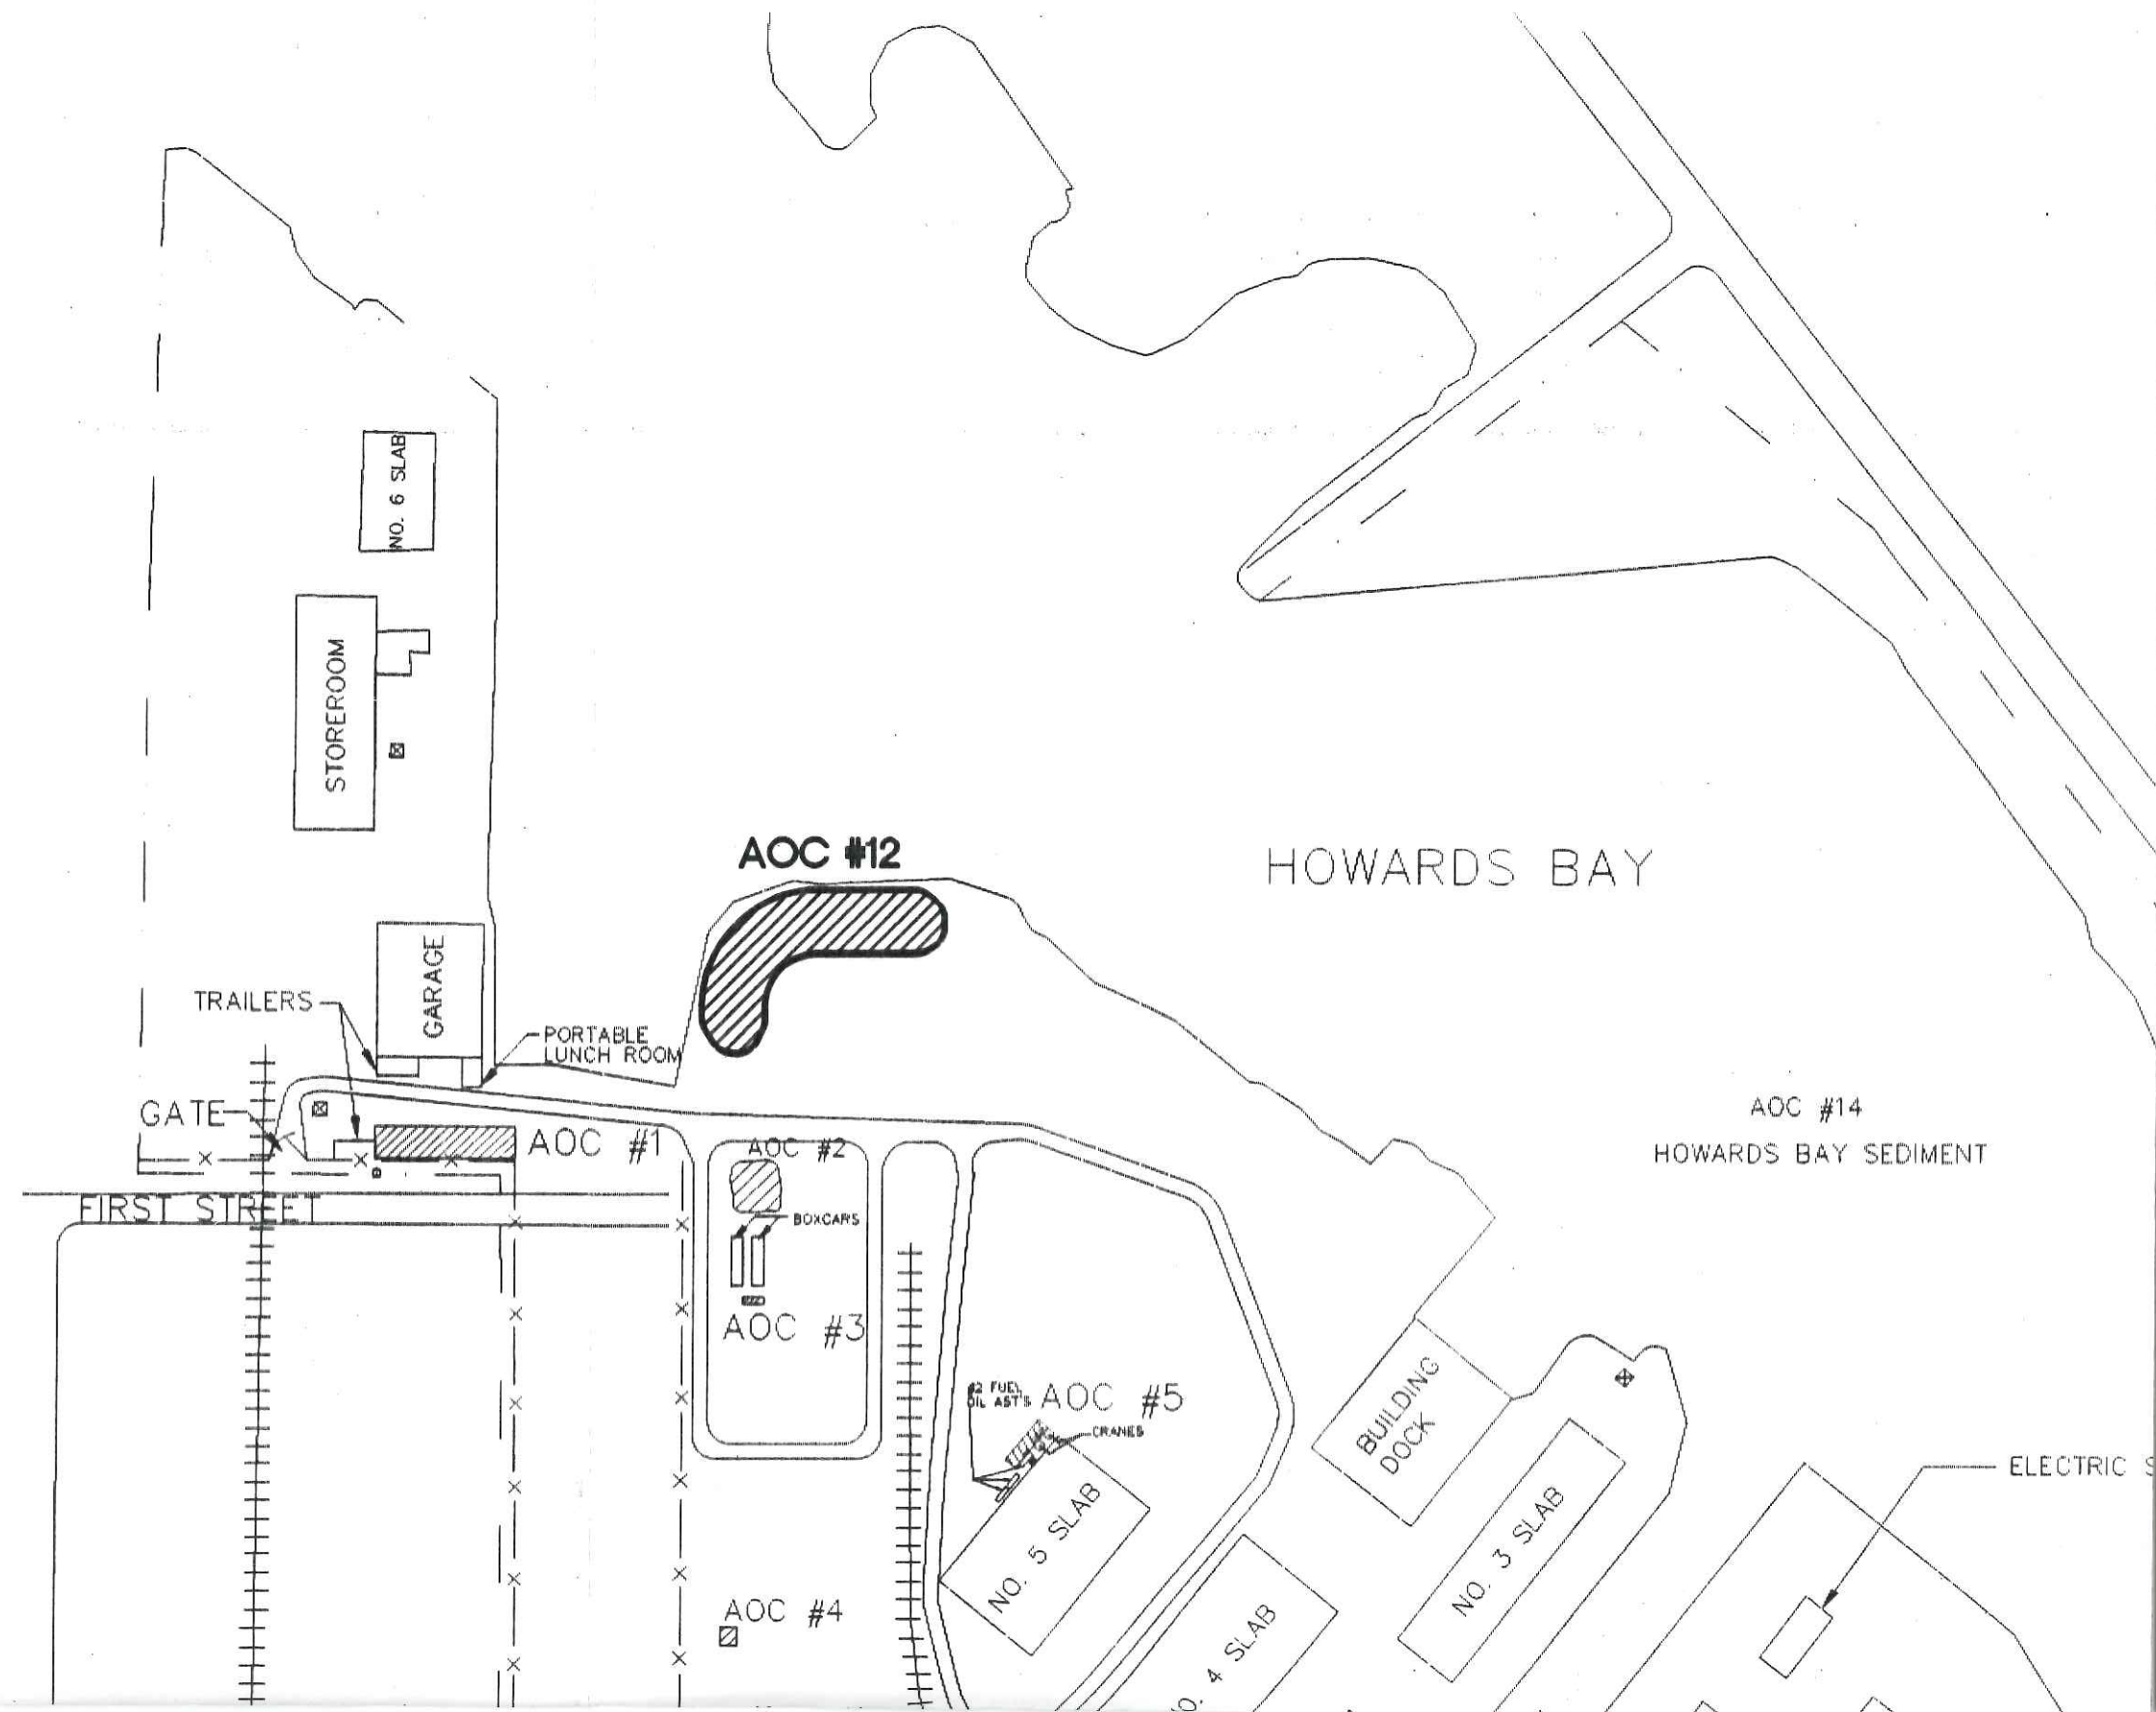 NO. 6 SLAB
STOREROOM
AOC #12
HOWARDS BAY
GARAGE
TRAILERS
PORTABLE
LUNCH ROOM
GATE
AOC #1
AOC #2
AOC #14
HOWARDS BAY SEDIMENT
FIRST STREET
BOXCARS
AOC #3
#2 FUEL
OIL AST'S
AOC #5
CRANES
BUILDING
DOCK
ELECTRIC
NO. 5 SLAB
NO. 3 SLAB
AOC #4
4 SLAB